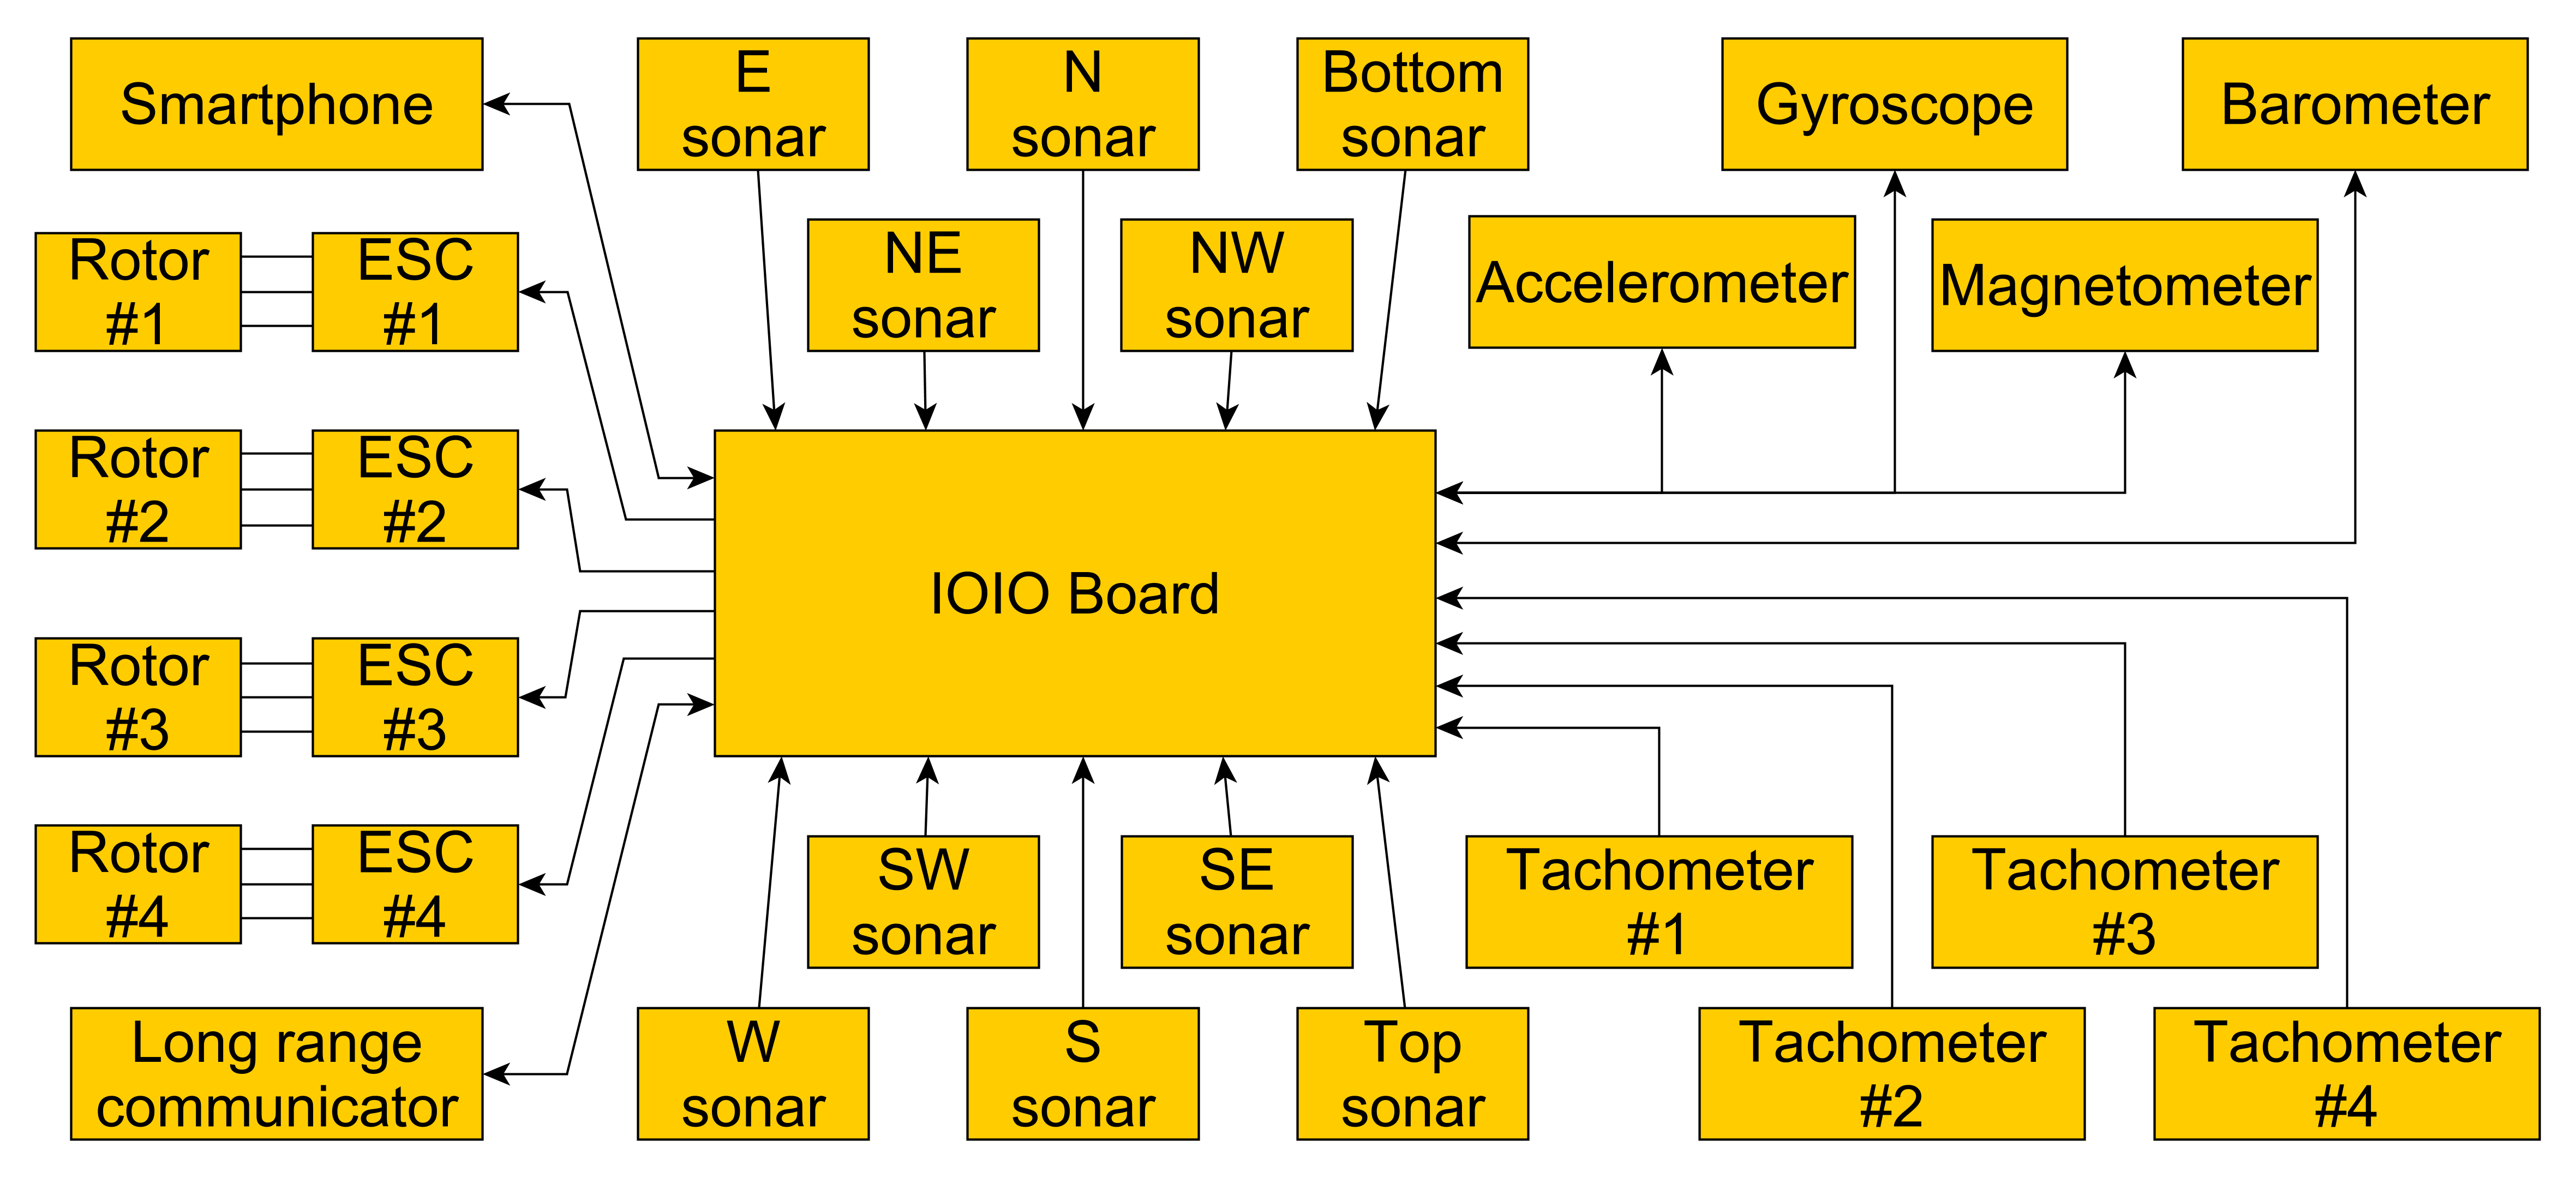 Smartphone
E
sonar
N
sonar
Bottom
sonar
Gyroscope
Barometer
NE
sonar
NW
sonar
Accelerometer
Magnetometer
Rotor
#1
ESC
#1
Rotor
#2
ESC
#2
IOIO Board
Rotor
#3
ESC
#3
Rotor
#4
ESC
#4
SW
sonar
SE
sonar
Tachometer
#1
Tachometer
#3
Long range
communicator
W
sonar
S
sonar
Top
sonar
Tachometer
#2
Tachometer
#4